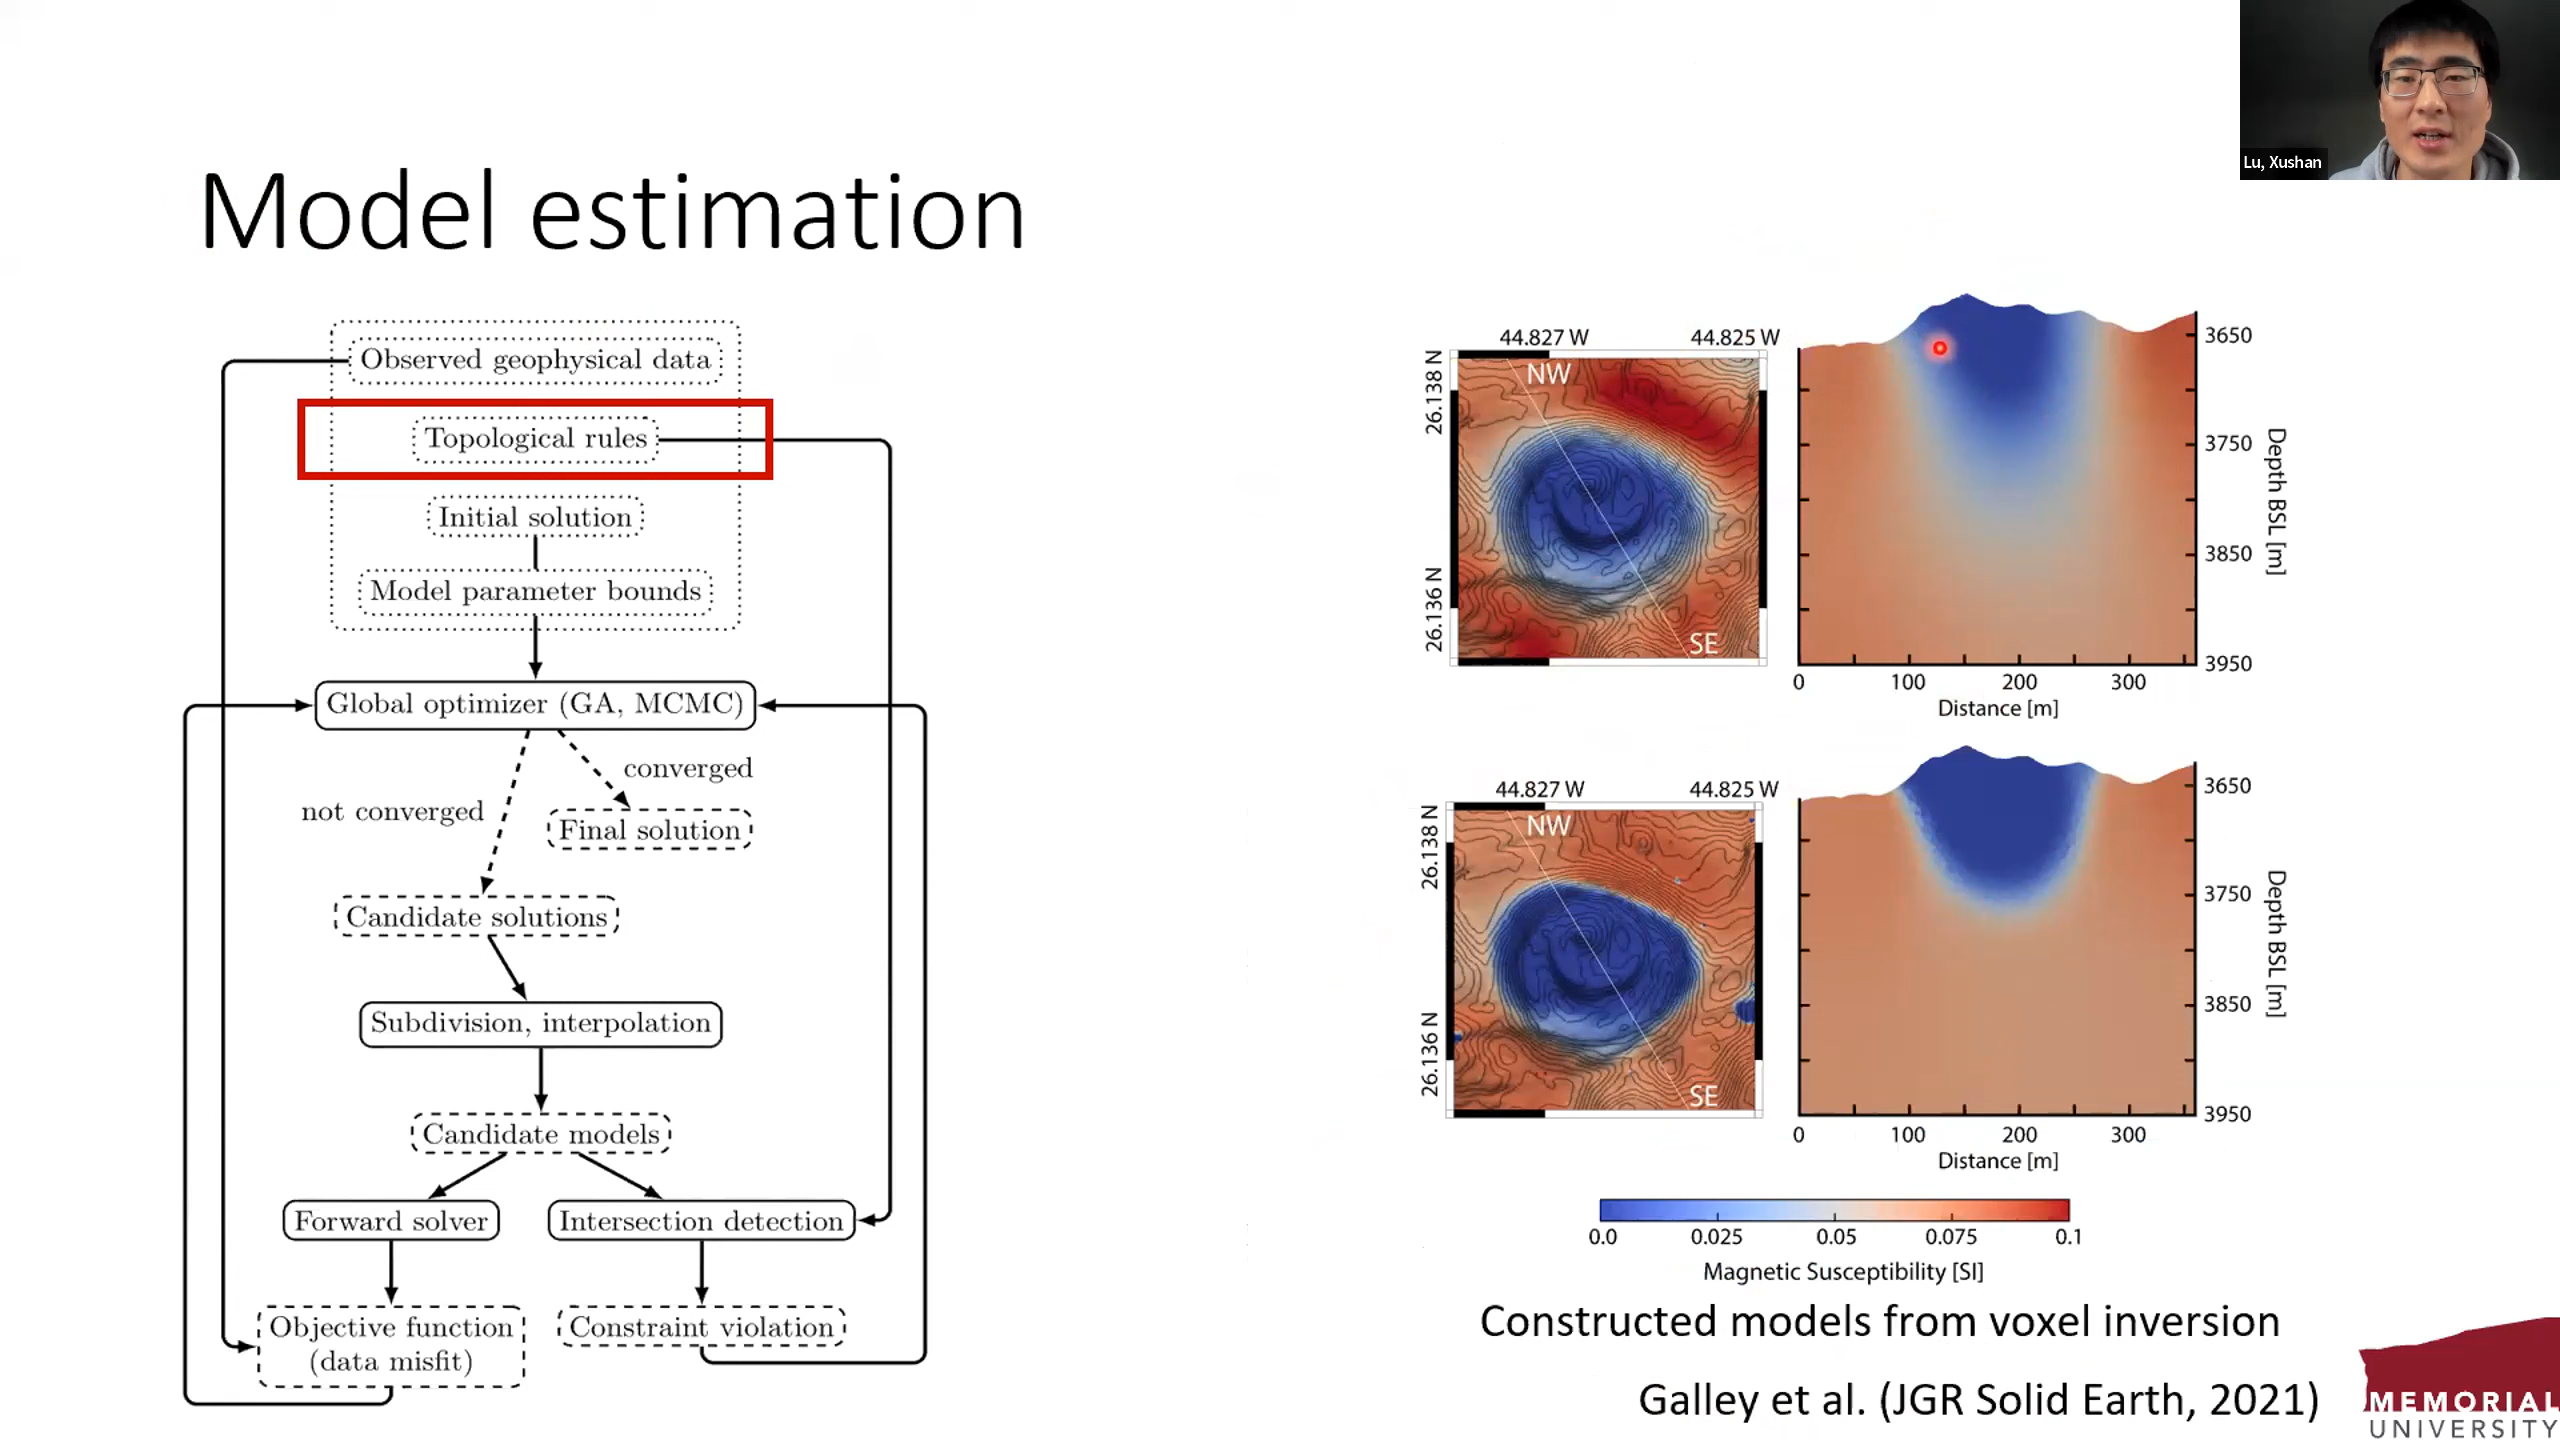 Lu, Xushan
Model estimation
Observed geophysical data
Topological rules
Initial solution
Model parameter bounds
Global optimizer (GA, MCMC)
converged
not converged
Final solution
Candidate solutions
Subdivision, interpolation
Candidate models
Forward solver
Intersection detection
Objective function
(data misfit)
Constraint violation
44.827 W
44.825 W
26.138 N
26.136 N
NW
SE
3650
3750
3850
3950
Depth BSL [m]
0
100
200
300
Distance [m]
44.827 W
44.825 W
26.138 N
26.136 N
NW
SE
3650
3750
3850
3950
Depth BSL [m]
0
100
200
300
Distance [m]
0.0
0.025
0.05
0.075
0.1
Magnetic Susceptibility [SI]
Constructed models from voxel inversion
Galley et al. (JGR Solid Earth, 2021)
MEMORIAL
UNIVERSITY